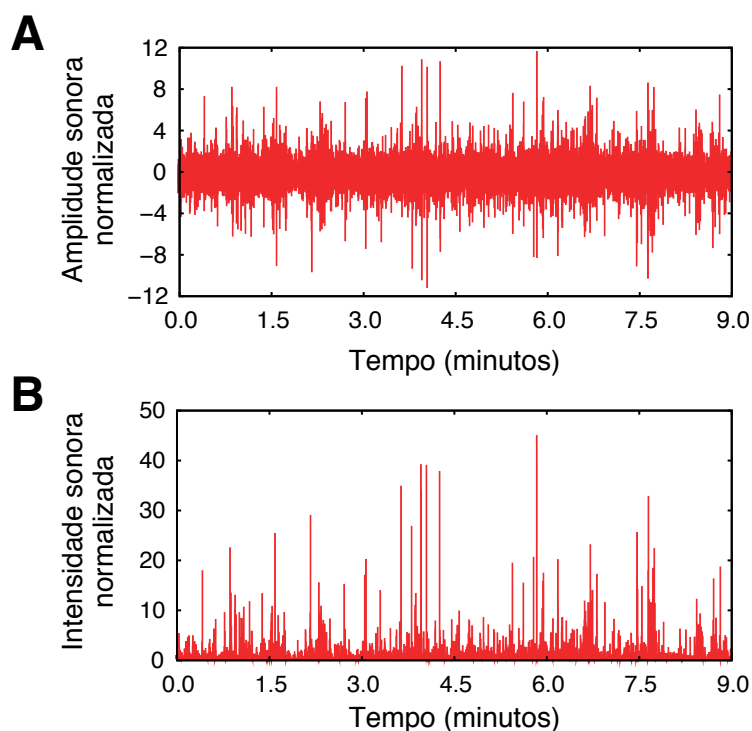 A
Amplidude sonora
normalizada
12
8
4
0
−4
−8
−12
0.0 1.5 3.0 4.5 6.0 7.5 9.0
Tempo (minutos)
B
Intensidade sonora
normalizada
50
40
30
20
10
0
0.0 1.5 3.0 4.5 6.0 7.5 9.0
Tempo (minutos)